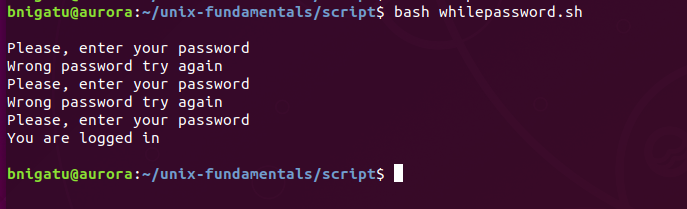 bnigatu@aurora:~/unix-fundamentals/script$ bash whilepassword.sh
Please, enter your password
Wrong password try again
Please, enter your password
Wrong password try again
Please, enter your password
You are logged in
bnigatu@aurora:~/unix-fundamentals/script$